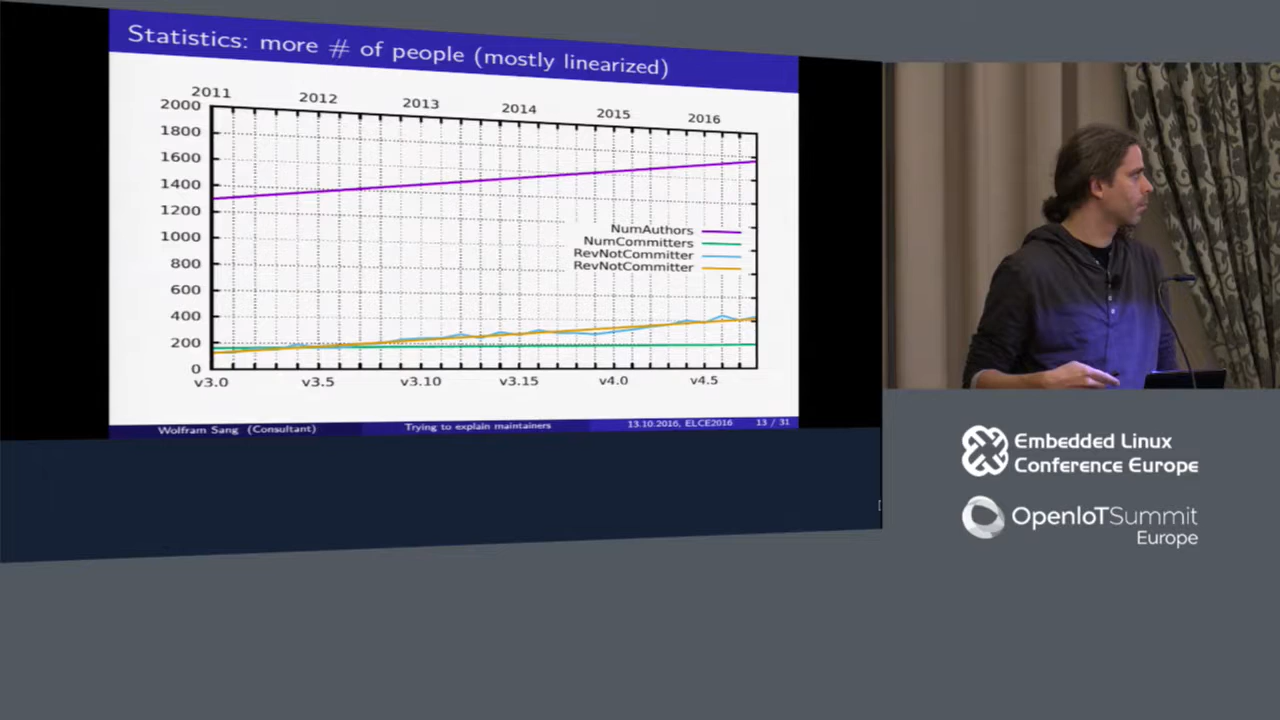 Statistics: more # of people (mostly linearized)
2011 2012 2013 2014 2015 2016
2000
1800
1600
1400
1200
1000
800
600
400
200
0
NumAuthors
NumCommitters
RevNotCommitter
RevNotCommitter
v3.0 v3.5 v3.10 v3.15 v4.0 v4.5
Wolfram Sang (Consultant) Trying to explain maintainers 13.10.2016, ELCE2016 13 / 31
Embedded Linux
Conference Europe
OpenIoTSummit
Europe